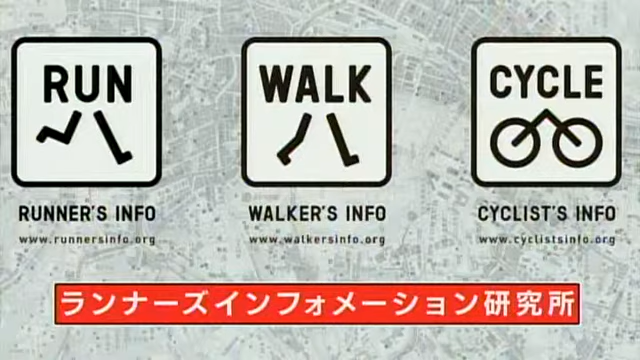 RUN
WALK
CYCLE
RUNNER'S INFO
WALKER'S INFO
CYCLIST'S INFO
www.runnersinfo.org
www.walkersinfo.org
www.cyclistsinfo.org
ランナーズインフォメーション研究所